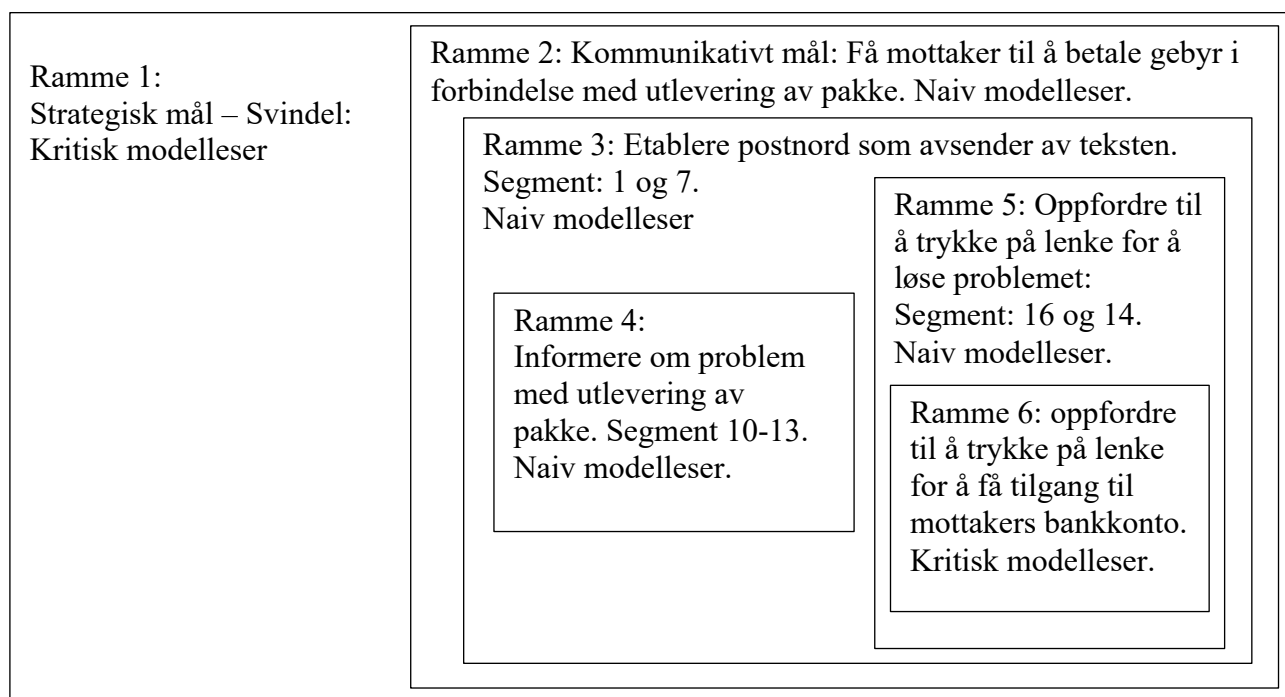 Ramme 1:
Strategisk mål – Svindel:
Kritisk modelleser
Ramme 2: Kommunikativt mål: Få mottaker til å betale gebyr i
forbindelse med utlevering av pakke. Naiv modelleser.
Ramme 3: Etablere postnord som avsender av teksten.
Segment: 1 og 7.
Naiv modelleser
Ramme 4:
Informere om problem
med utlevering av
pakke. Segment 10-13.
Naiv modelleser.
Ramme 5: Oppfordre til
å trykke på lenke for å
løse problemet:
Segment: 16 og 14.
Naiv modelleser.
Ramme 6: oppfordre
til å trykke på lenke
for å få tilgang til
mottakers bankkonto.
Kritisk modelleser.